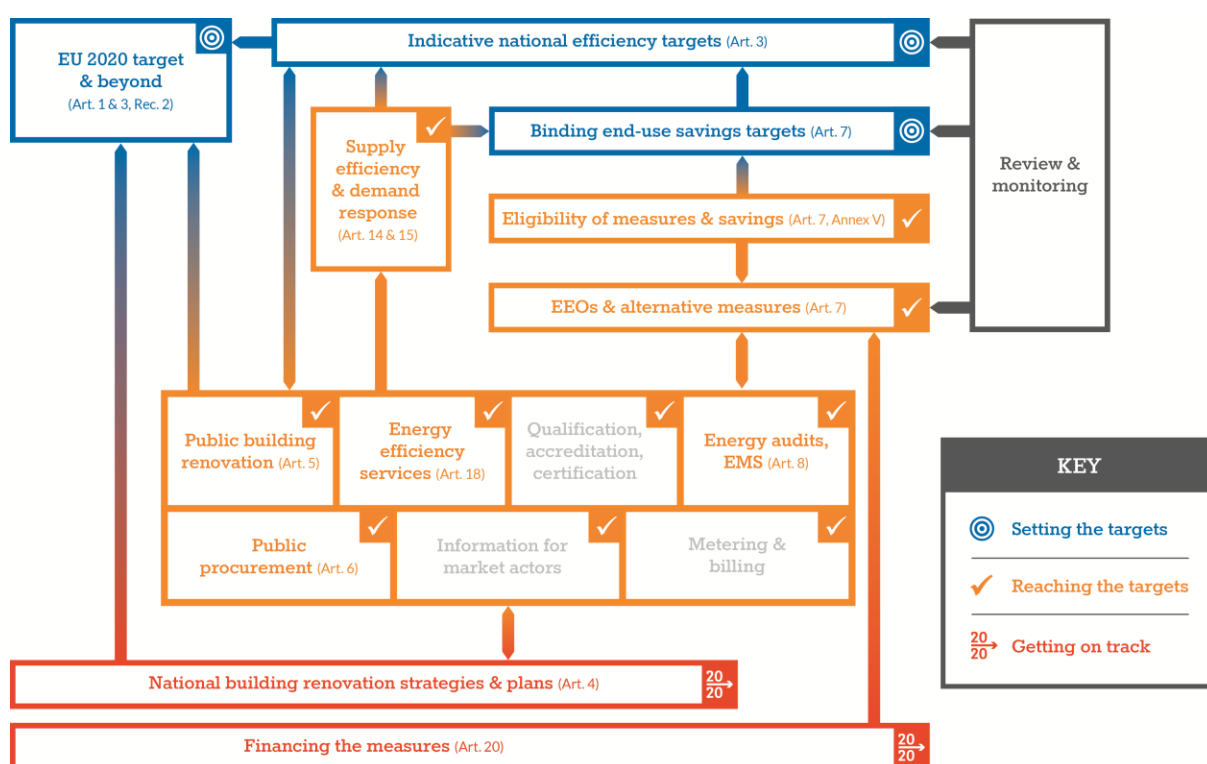 EU 2020 target
& beyond
(Art. 1 & 3, Rec. 2)
Indicative national efficiency targets (Art. 3)
Supply
efficiency
& demand
response
(Art. 14 & 15)
Binding end-use savings targets (Art. 7)
Eligibility of measures & savings (Art. 7, Annex V)
EEOs & alternative measures (Art. 7)
Review &
monitoring
Public building
renovation (Art. 5)
Energy
efficiency
services (Art. 18)
Qualification,
accreditation,
certification
Energy audits,
EMS (Art. 8)
Public
procurement (Art. 6)
Information for
market actors
Metering &
billing
National building renovation strategies & plans (Art. 4)
20
20
Financing the measures (Art. 20)
20
20
KEY
Setting the targets
Reaching the targets
20
20
Getting on track